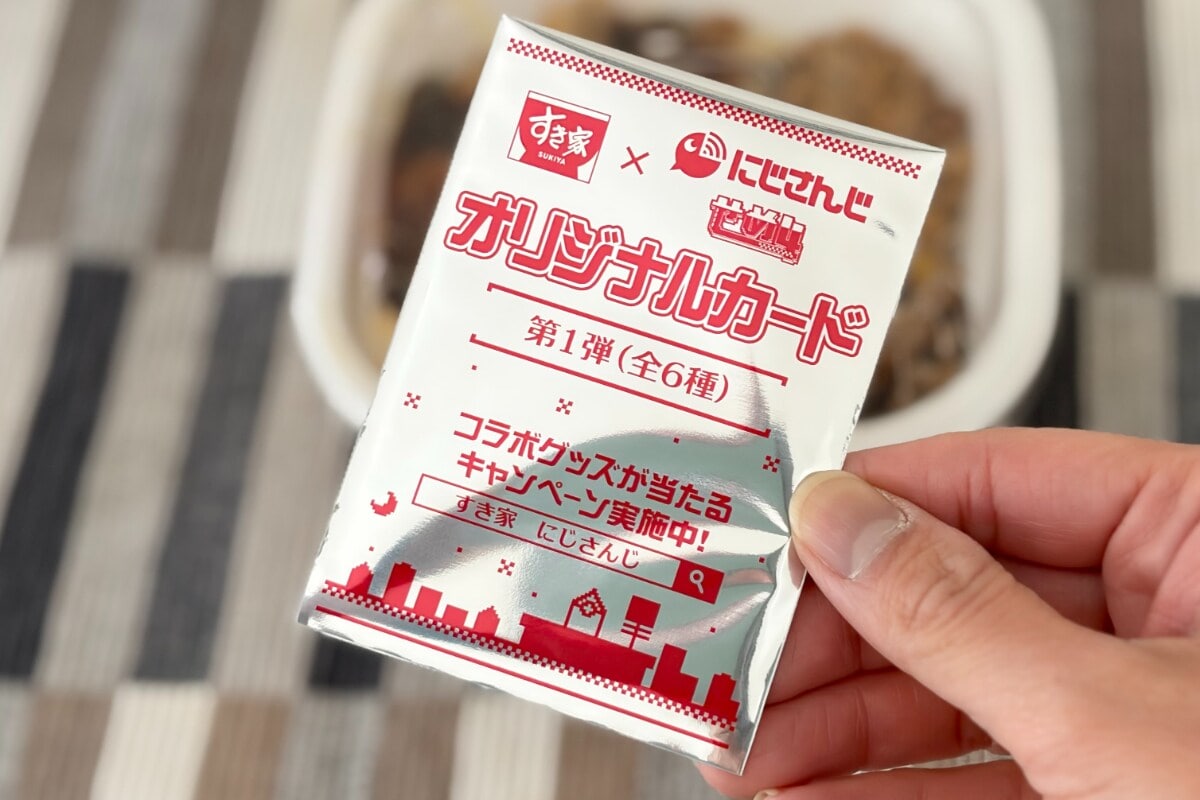 すき家
SUKIYA
×
にじさんじ
オリジナルカード
第1弾(全6種)
コラボグッズが当たる
キャンペーン実施中!
すき家 にじさんじ